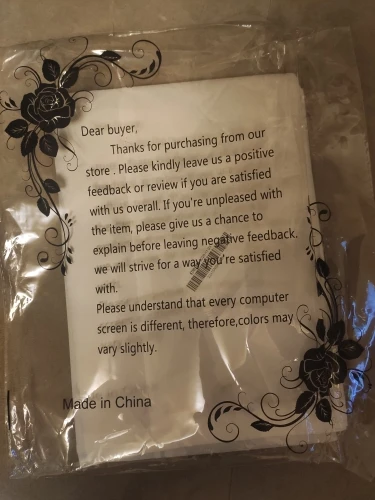 Dear buyer,
Thanks for purchasing from our
store . Please kindly leave us a positive
feedback or review if you are satisfied
with us overall. If you're unpleased with
the item, please give us a chance to
explain before leaving negative feedback.
we will strive for a way you're satisfied
with.
Please understand that every computer
screen is different, therefore,colors may
vary slightly.
Made in China